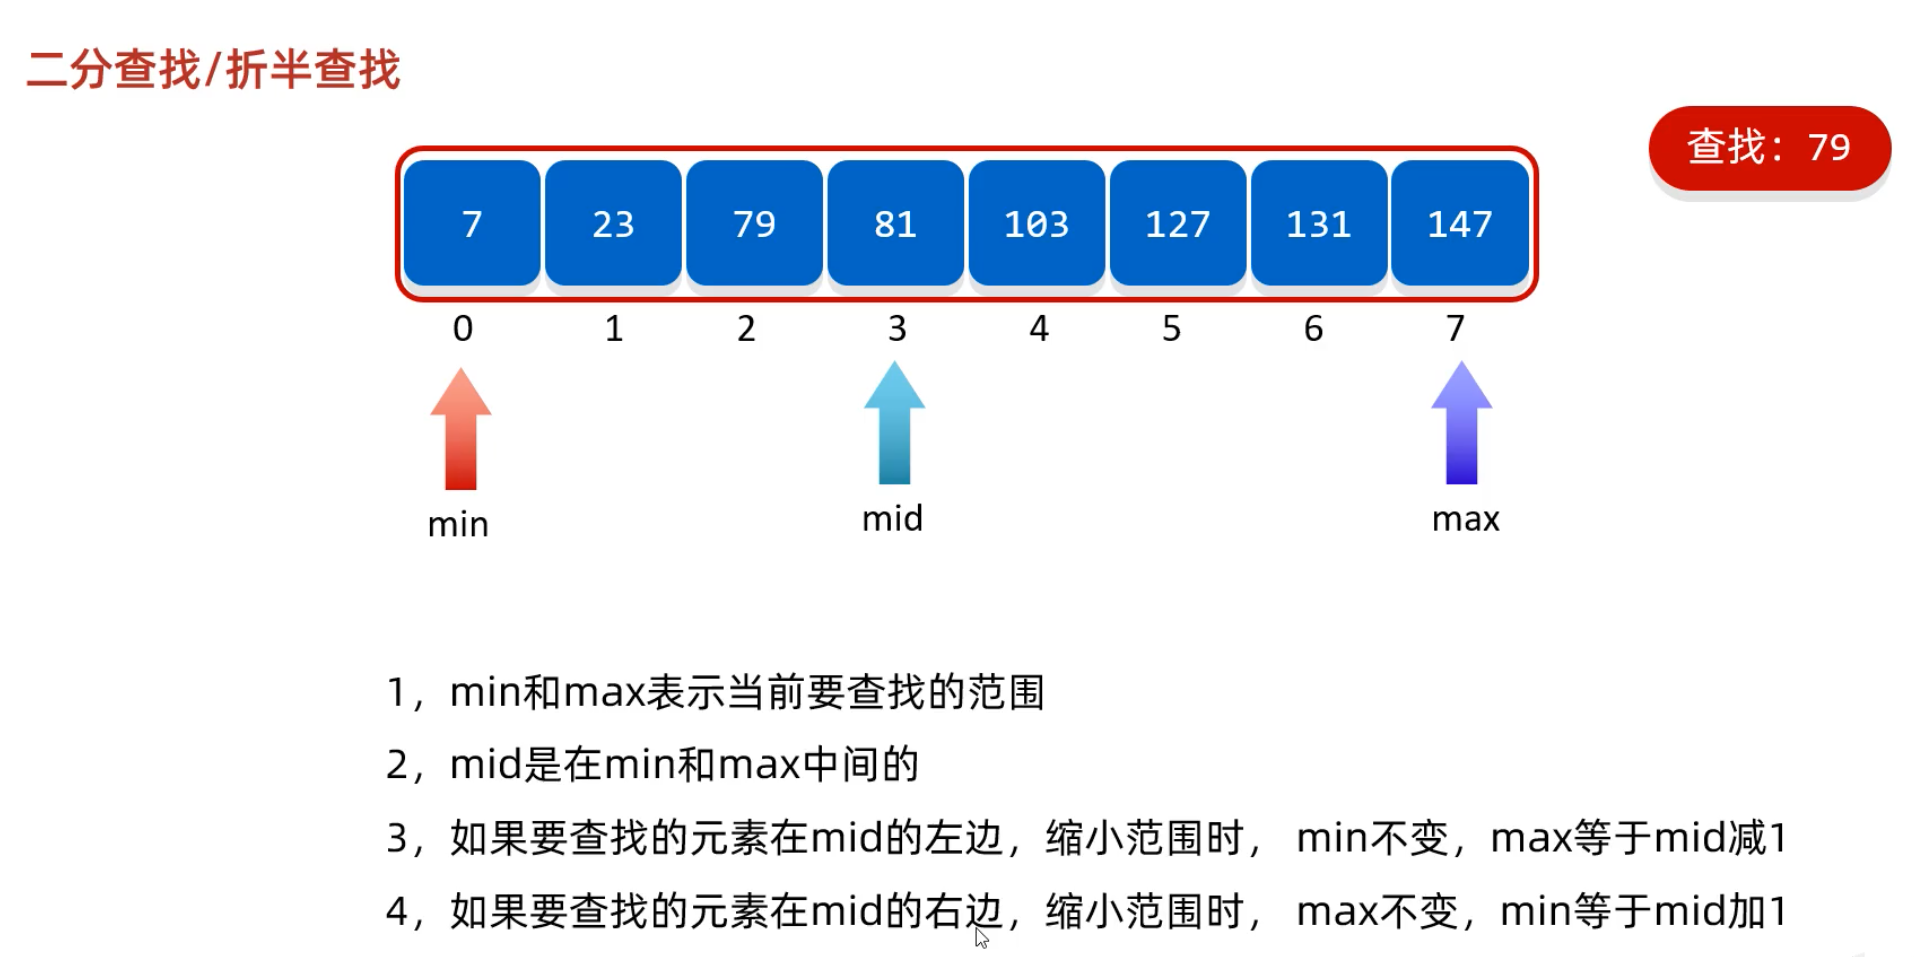 二分查找/折半查找
查找：79
7 23 79 81 103 127 131 147
0 1 2 3 4 5 6 7
min mid max
1，min和max表示当前要查找的范围
2，mid是在min和max中间的
3，如果要查找的元素在mid的左边，缩小范围时， min不变，max等于mid减1
4，如果要查找的元素在mid的右边，缩小范围时， max不变，min等于mid加1